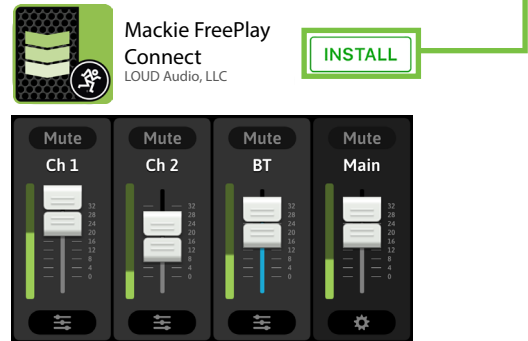 Mackie FreePlay
Connect
LOUD Audio, LLC
INSTALL
Mute Mute Mute Mute
Ch 1 Ch 2 BT Main
32 32 32 32
28 28 28 28
24 24 24 24
20 20 20 20
16 16 16 16
12 12 12 12
8 8 8 8
4 4 4 4
0 0 0 0